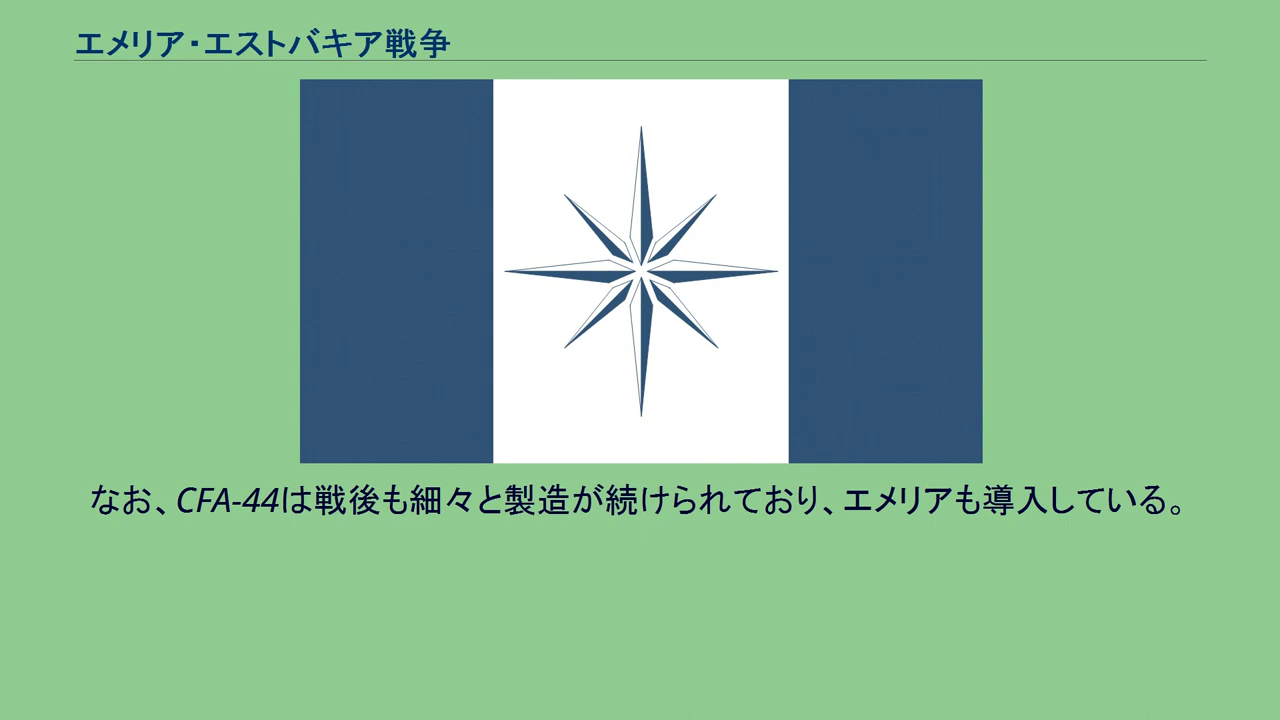 エメリア・エストバキア戦争
なお、CFA-44は戦後も細々と製造が続けられており、エメリアも導入している。